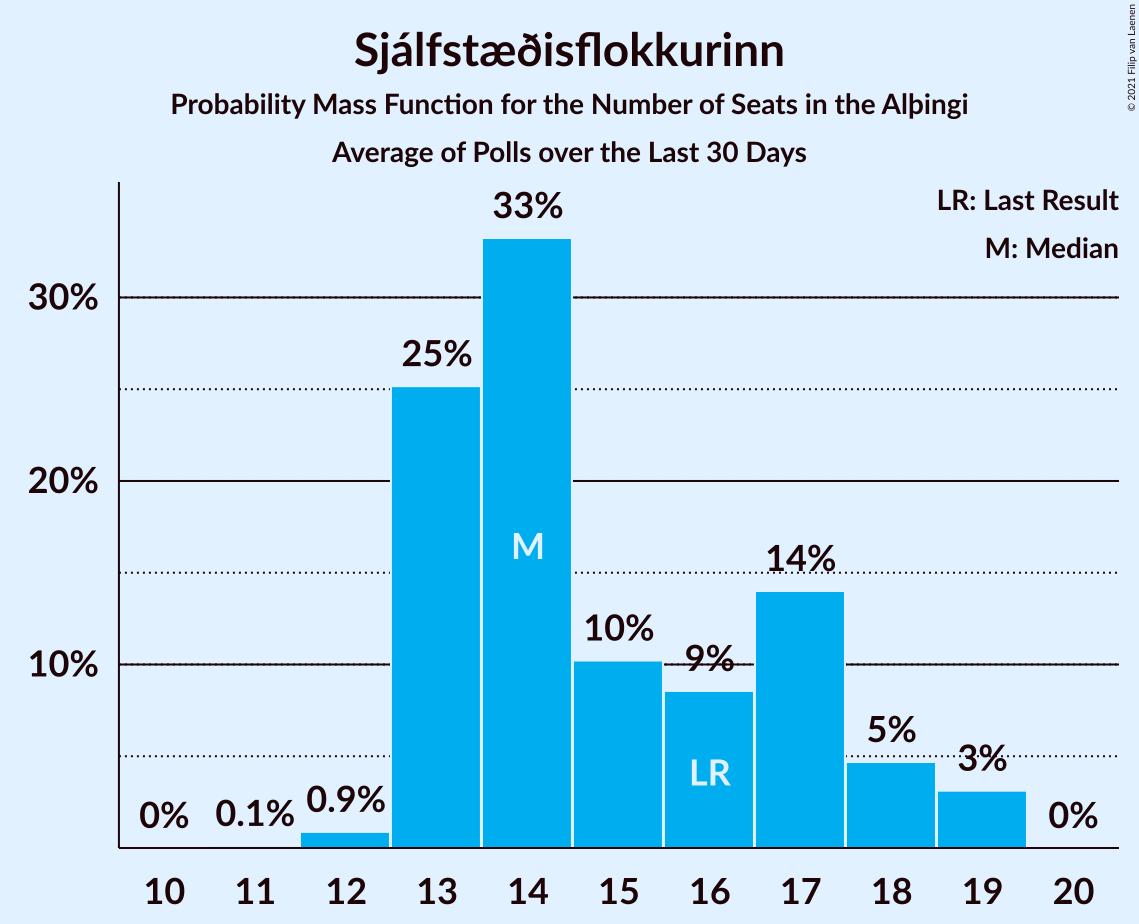 Sjálfstæðisflokkurinn
Probability Mass Function for the Number of Seats in the Alþingi
Average of Polls over the Last 30 Days
© 2021 Filip van Laenen
LR: Last Result
M: Median
30%
20%
10%
0%
0.1%
0.9%
25%
33%
10%
9%
14%
5%
3%
0%
M
LR
10 11 12 13 14 15 16 17 18 19 20